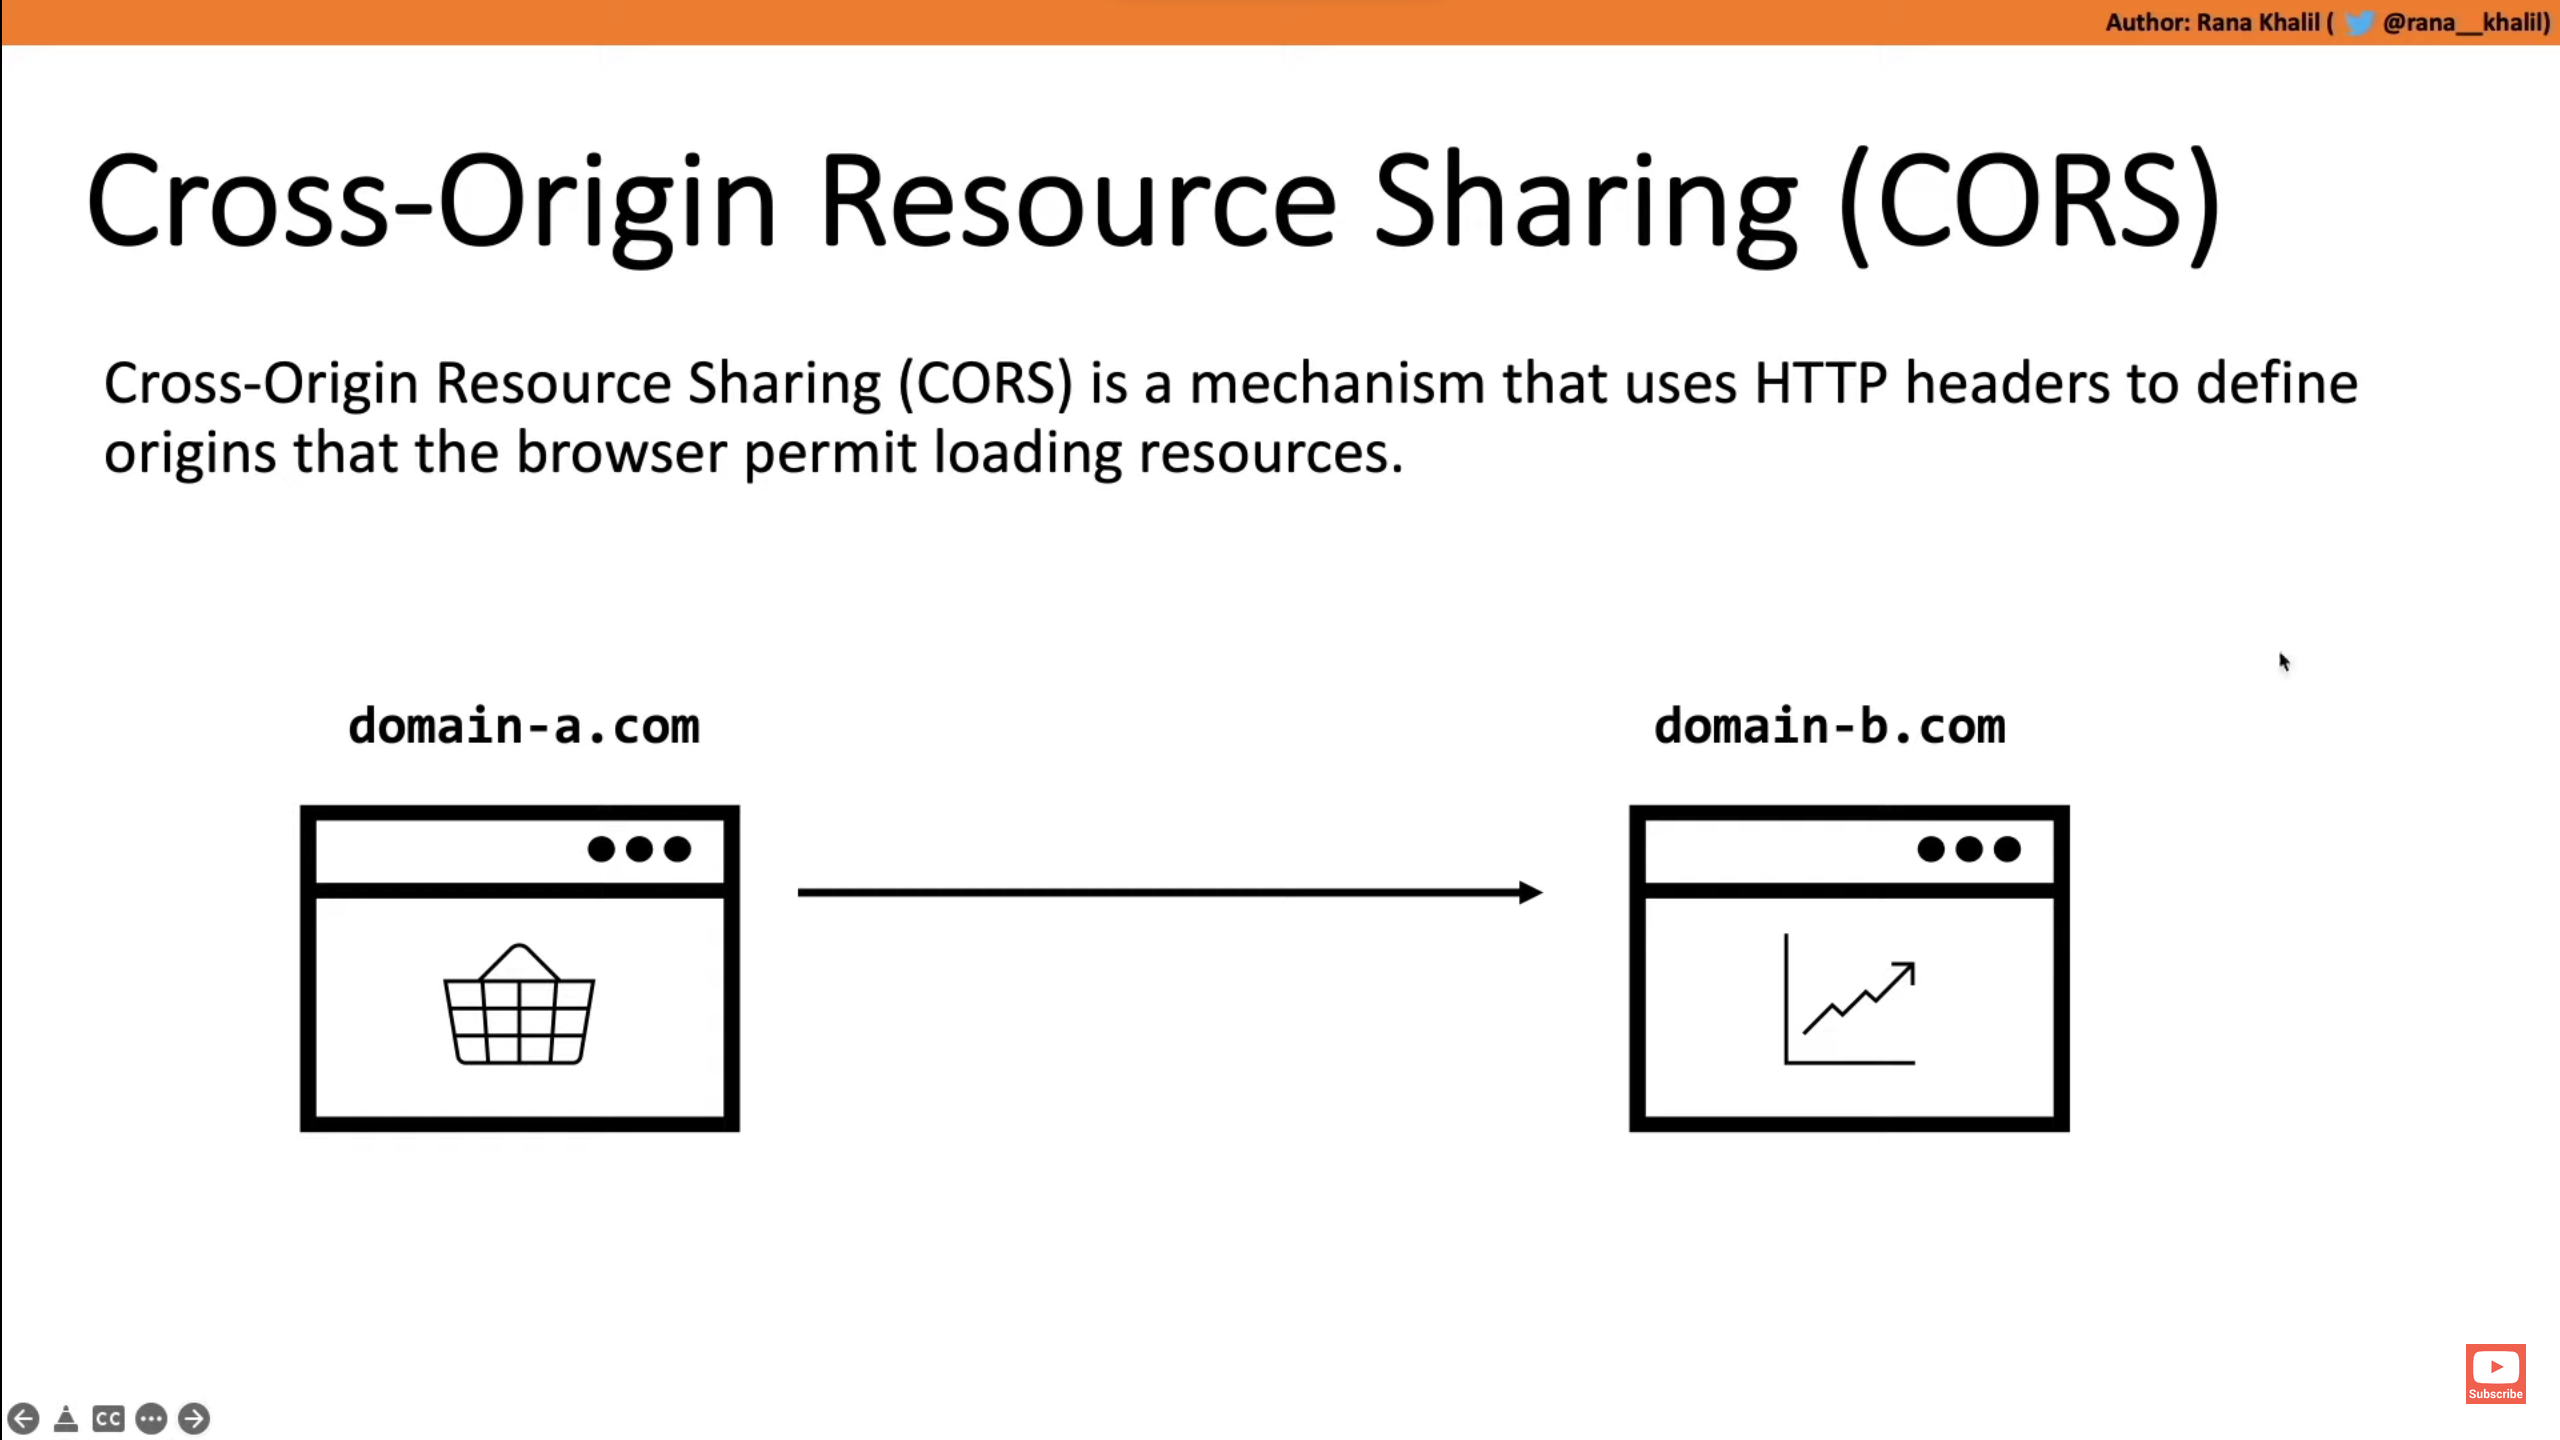 Author: Rana Khalil ( @rana__khalil)
Cross-Origin Resource Sharing (CORS)
Cross-Origin Resource Sharing (CORS) is a mechanism that uses HTTP headers to define
origins that the browser permit loading resources.
domain-a.com
domain-b.com
Subscribe
CC